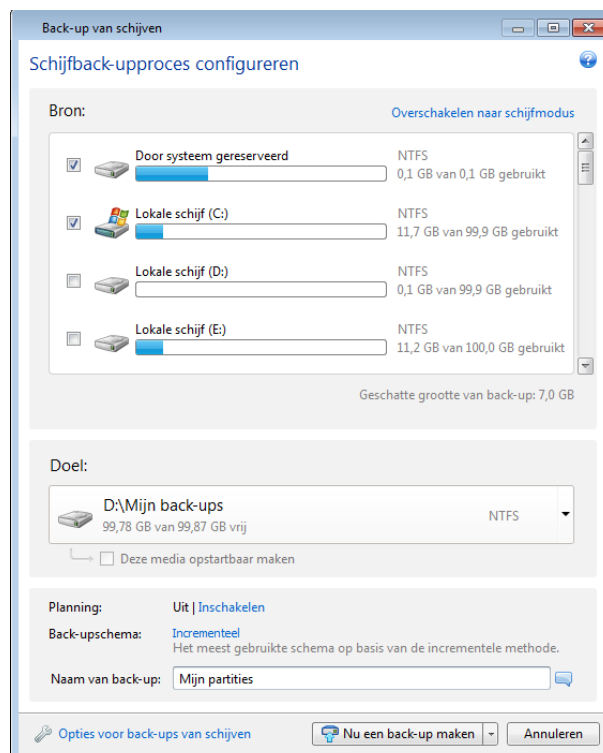 Back-up van schijven
Schijfback-upproces configureren
Bron:
Overschakelen naar schijfmodus
Door systeem gereserveerd
NTFS
0,1 GB van 0,1 GB gebruikt
Lokale schijf (C:)
NTFS
11,7 GB van 99,9 GB gebruikt
Lokale schijf (D:)
NTFS
0,1 GB van 99,9 GB gebruikt
Lokale schijf (E:)
NTFS
11,2 GB van 100,0 GB gebruikt
Geschatte grootte van back-up: 7,0 GB
Doel:
D:\Mijn back-ups
NTFS
99,78 GB van 99,87 GB vrij
Deze media opstartbaar maken
Planning: Uit | Inschakelen
Back-upschema: Incrementeel
Het meest gebruikte schema op basis van de incrementele methode.
Naam van back-up: Mijn partities
Opties voor back-ups van schijven
Nu een back-up maken
Annuleren